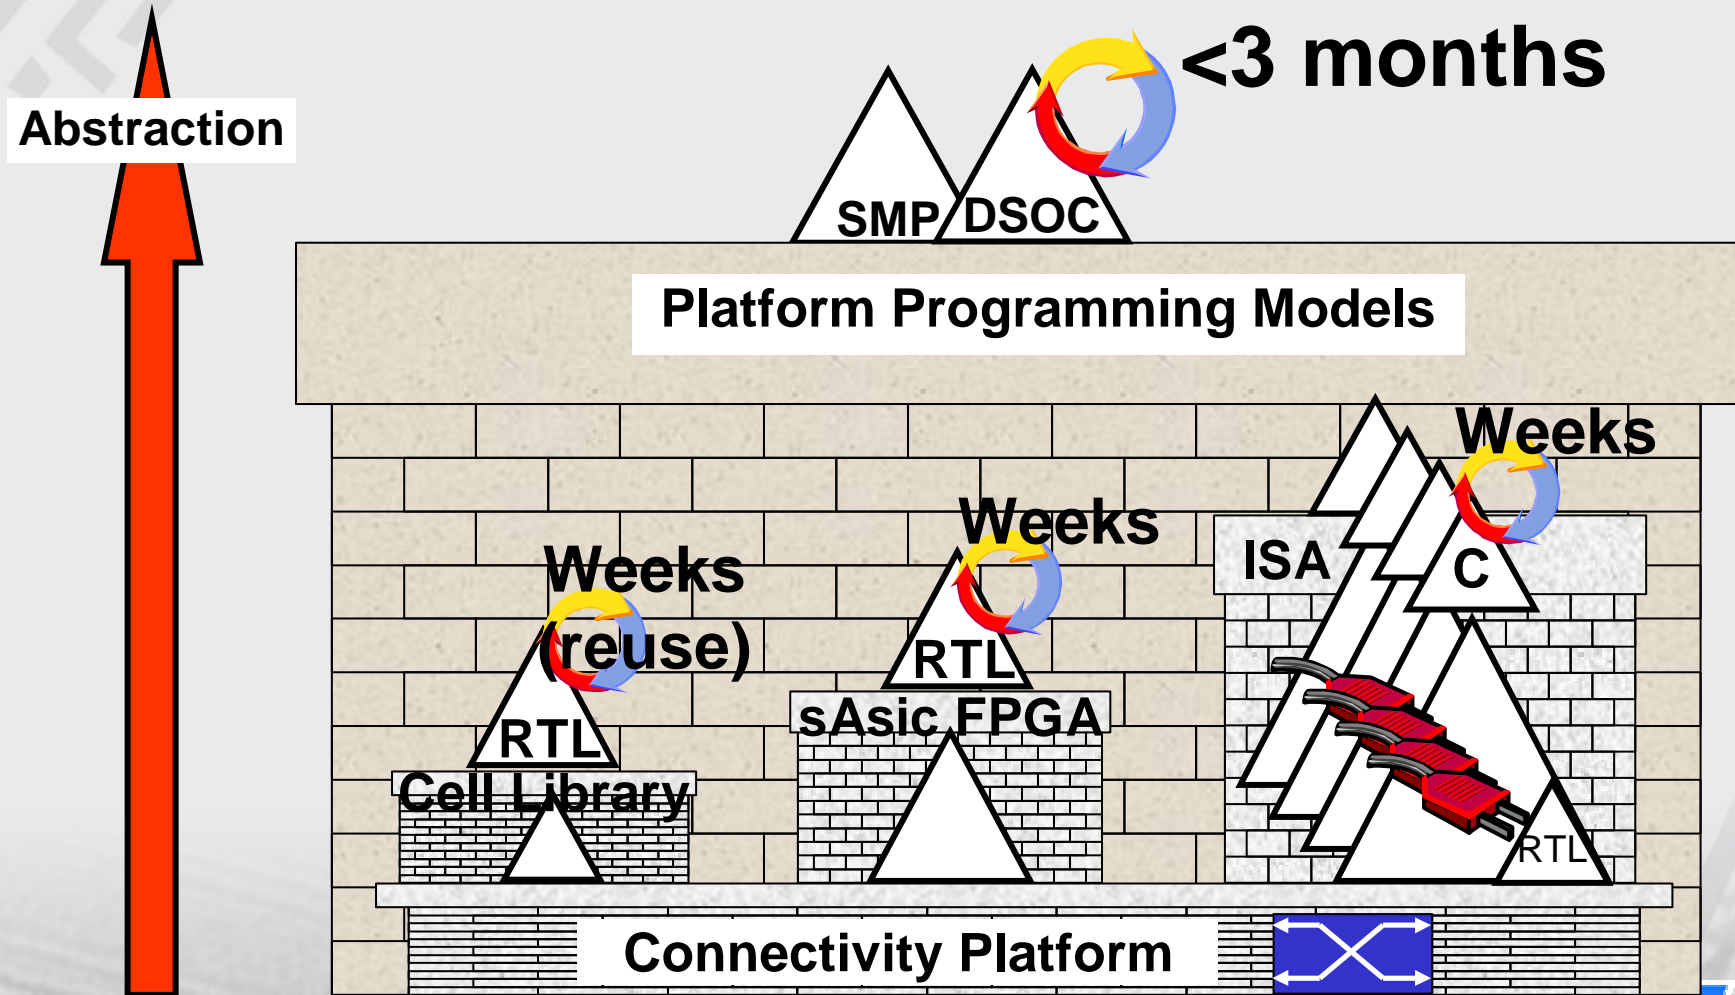 <3 months
Abstraction
SMP
DSOC
Platform Programming Models
Weeks
Weeks
ISA
C
Weeks
(reuse)
RTL
sAsic FPGA
RTL
Cell Library
RTL
Connectivity Platform